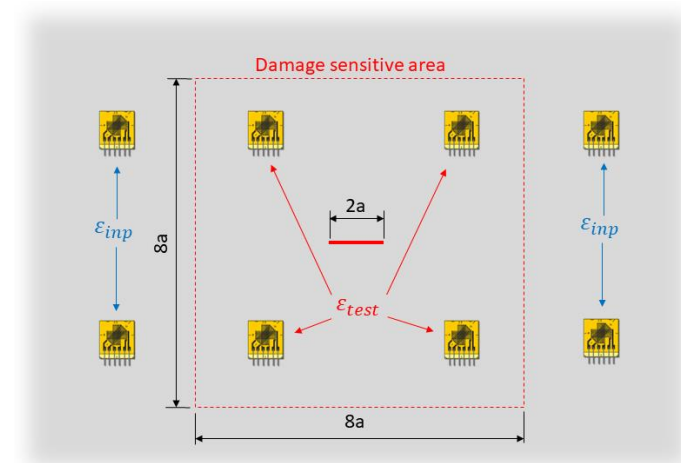 Damage sensitive area
2a
ε_inp
8a
ε_inp
ε_test
8a